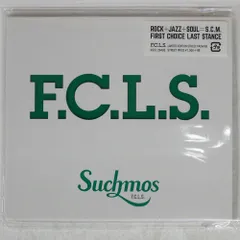 ROCK + JAZZ + SOUL = S.C.M.
FIRST CHOICE LAST STANCE
F.C.L.S.
F.C.L.S.
Suchmos
F.C.L.S.